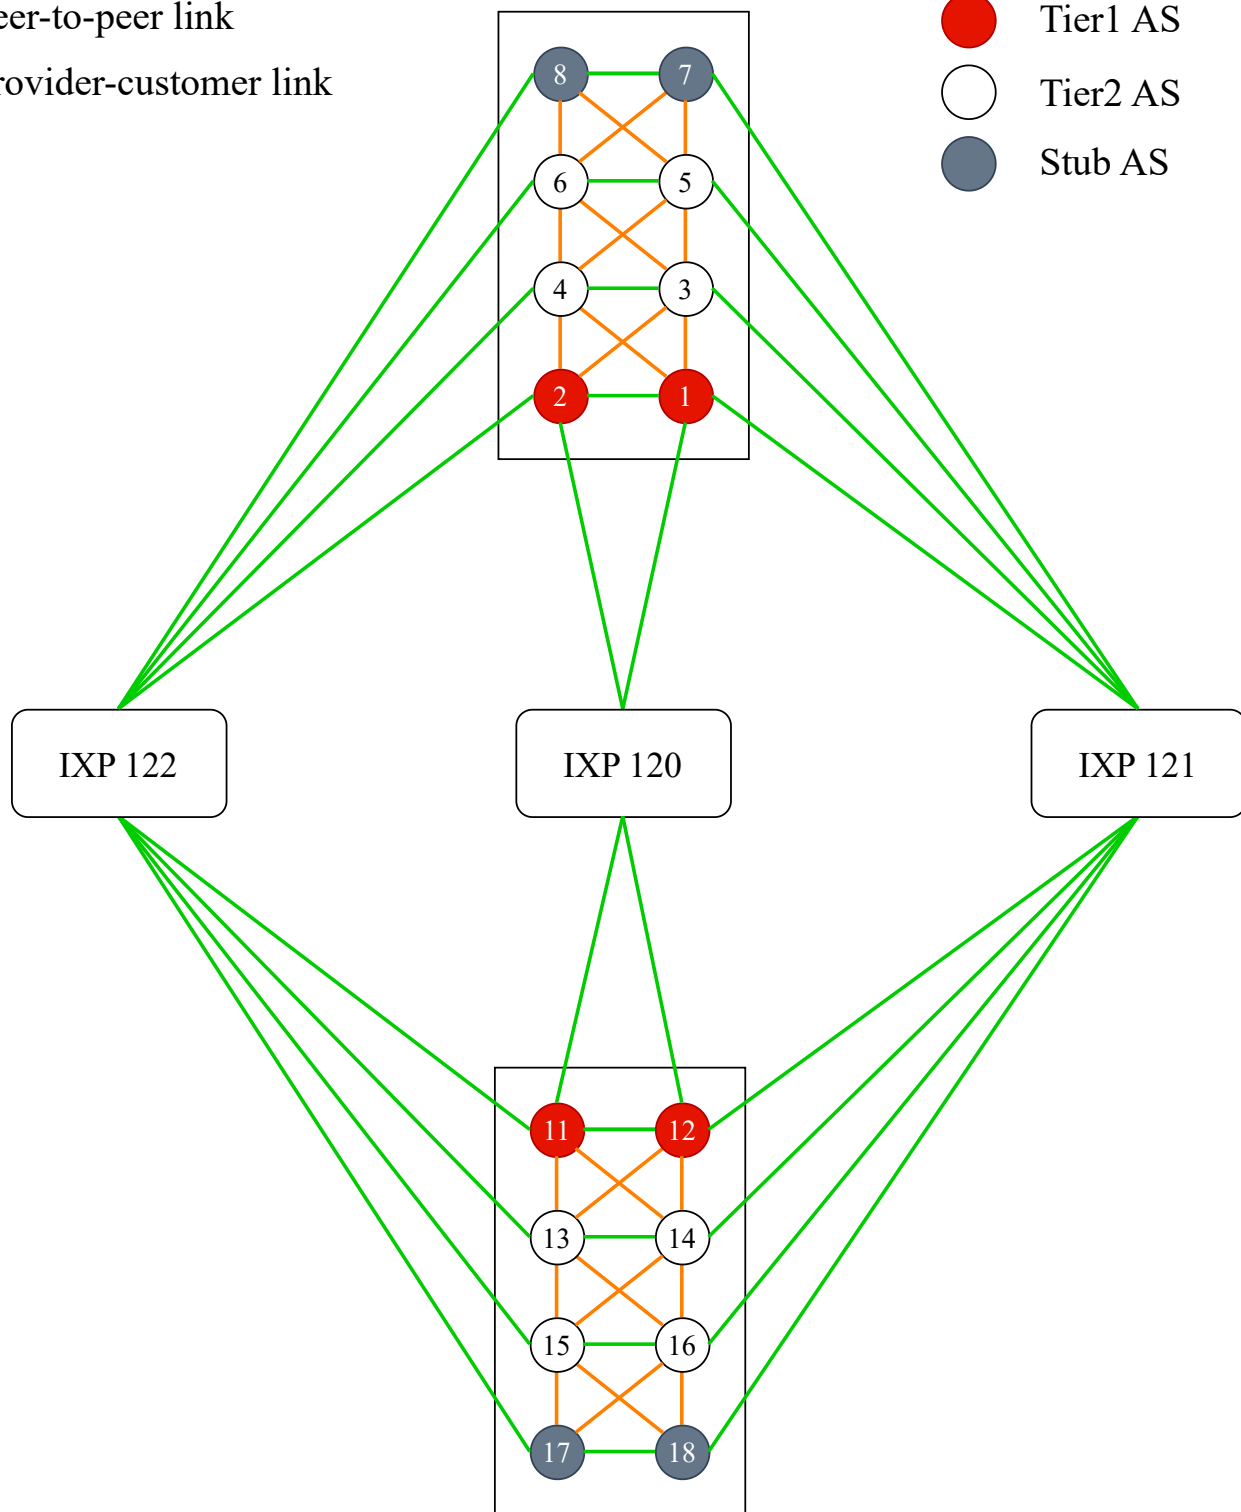 eer-to-peer link
Tier1 AS
rovider-customer link
Tier2 AS
Stub AS
8 7
6 5
4 3
2 1
IXP 122 IXP 120 IXP 121
11 12
13 14
15 16
17 18